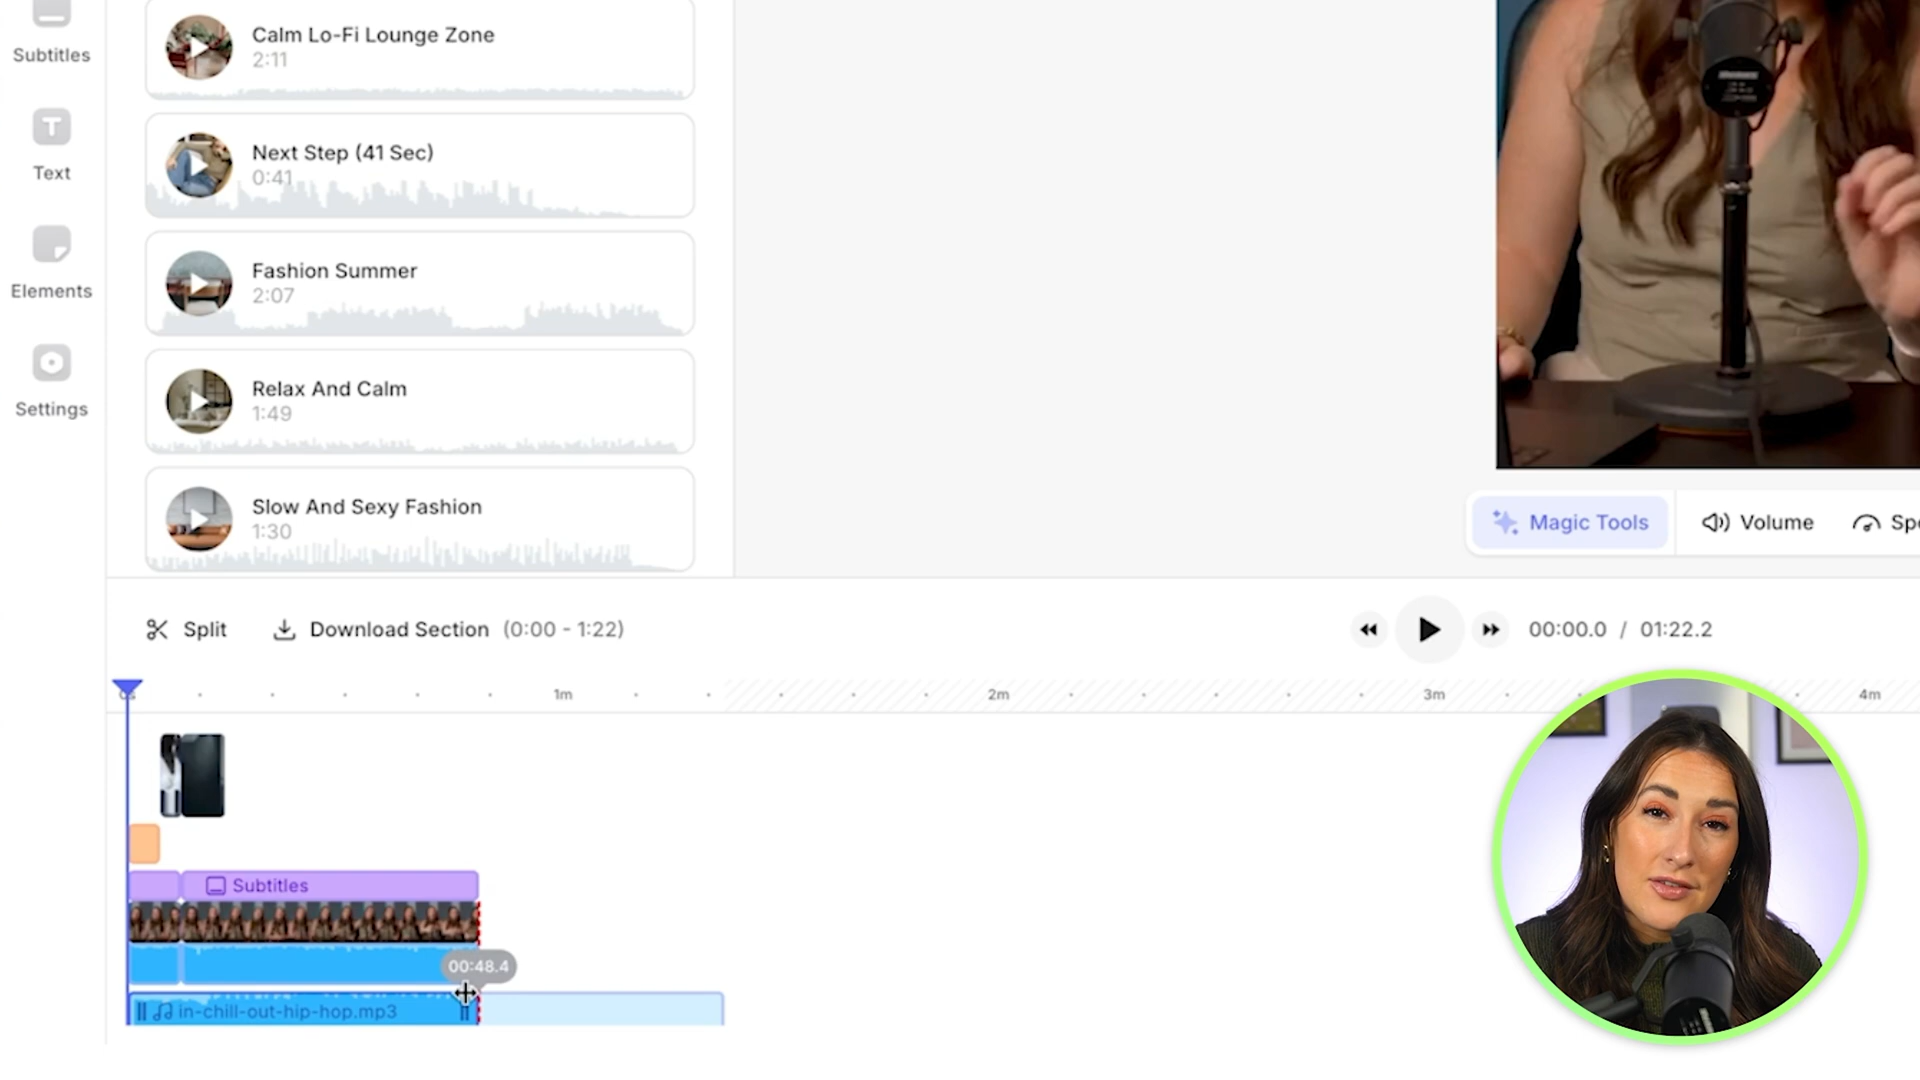 Subtitles
Text
Elements
Settings
Calm Lo-Fi Lounge Zone
2:11
Next Step (41 Sec)
0:41
Fashion Summer
2:07
Relax And Calm
1:49
Slow And Sexy Fashion
1:30
Magic Tools
Volume
Spe
Split
Download Section (0:00 - 1:22)
00:00.0 / 01:22.2
1m
2m
3m
4m
Subtitles
00:48.4
in-chill-out-hip-hop.mp3